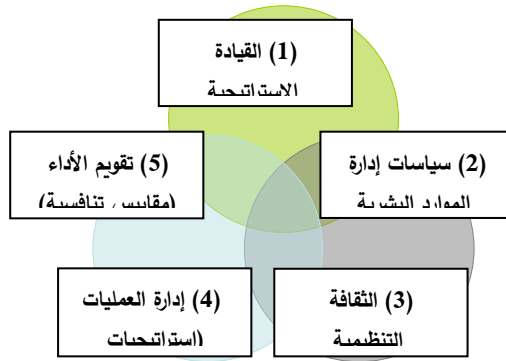 (1) القيادة
الاستراتيجية
(5) تقويم الأداء
(مقاييس تنافسية)
(2) سياسات إدارة
الموارد البشرية
(4) إدارة العمليات
(استراتيجيات
(3) الثقافة
التنظيمية